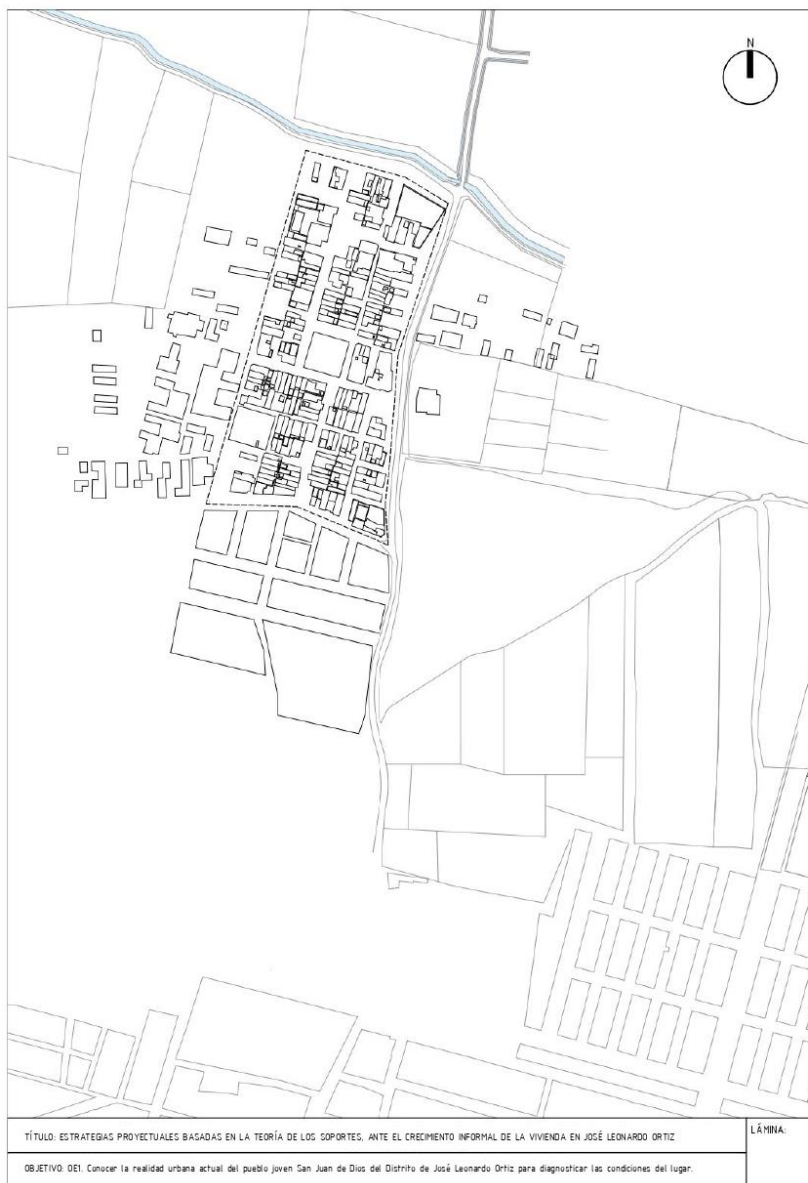 N
TÍTULO: ESTRATEGIAS PROYECTUALES BASADAS EN LA TEORÍA DE LOS SOPORTES, ANTE EL CRECIMIENTO INFORMAL DE LA VIVIENDA EN JOSÉ LEONARDO ORTIZ
LÁMINA:
OBJETIVO: OE1. Conocer la realidad urbana actual del pueblo joven San Juan de Dios del Distrito de José Leonardo Ortiz para diagnosticar las condiciones del lugar.